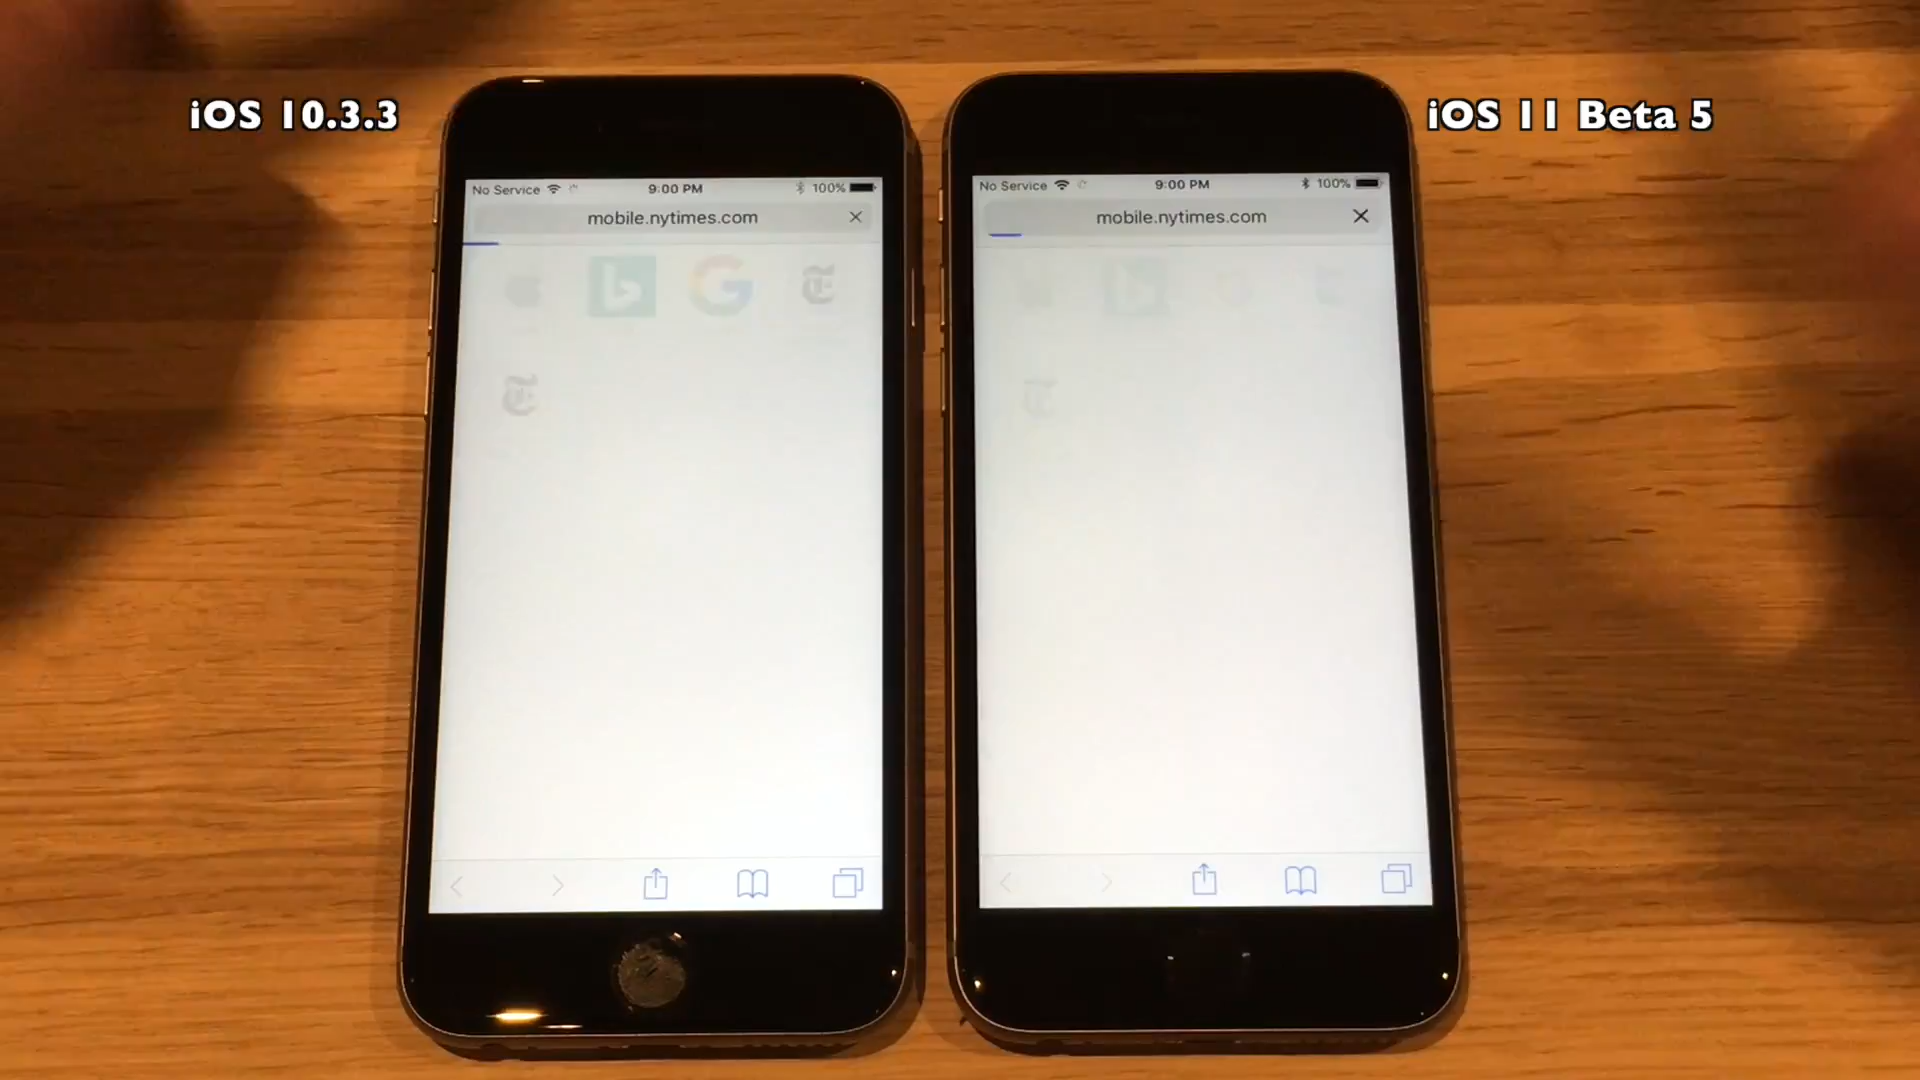 iOS 10.3.3
iOS 11 Beta 5
No Service 9:00 PM 100%
mobile.nytimes.com
No Service 9:00 PM 100%
mobile.nytimes.com